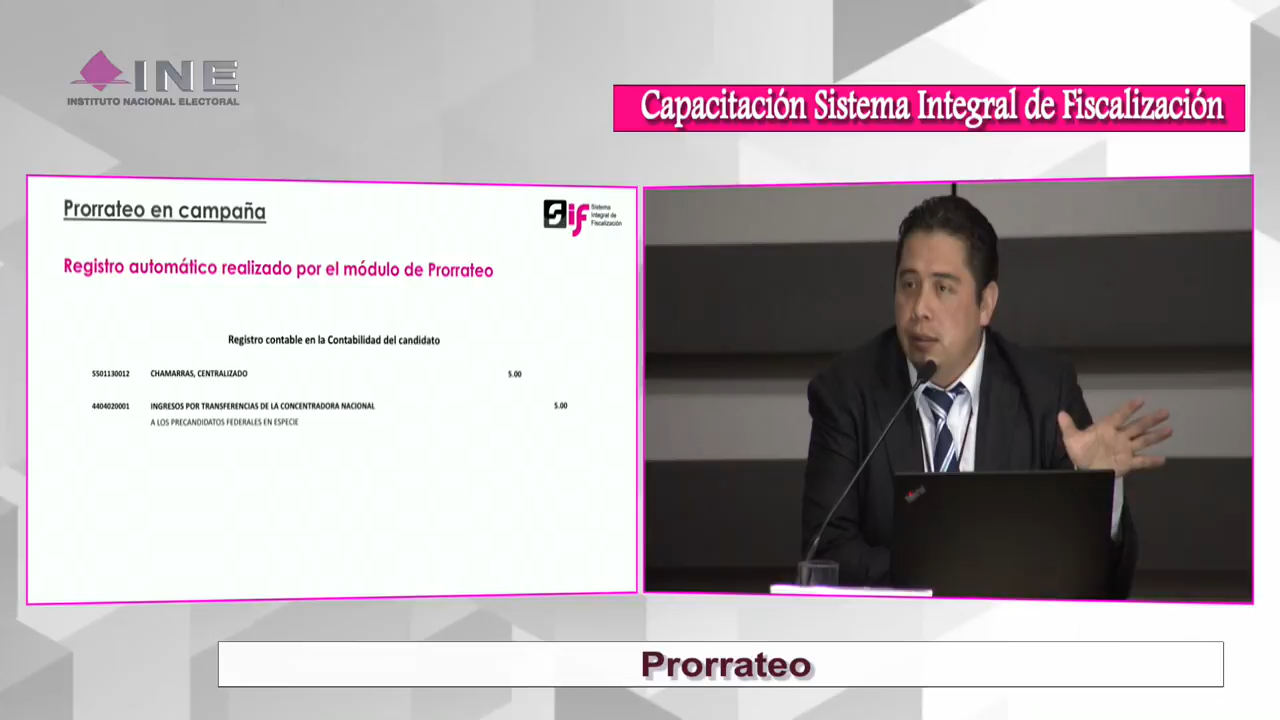 INE
INSTITUTO NACIONAL ELECTORAL
Capacitación Sistema Integral de Fiscalización
Prorrateo en campaña
Sif
Sistema
Integral de
Fiscalización
Registro automático realizado por el módulo de Prorrateo
Registro contable en la Contabilidad del candidato
5501130012 CHAMARRAS, CENTRALIZADO 5.00
4404020001 INGRESOS POR TRANSFERENCIAS DE LA CONCENTRADORA NACIONAL 5.00
A LOS PRECANDIDATOS FEDERALES EN ESPECIE
Prorrateo